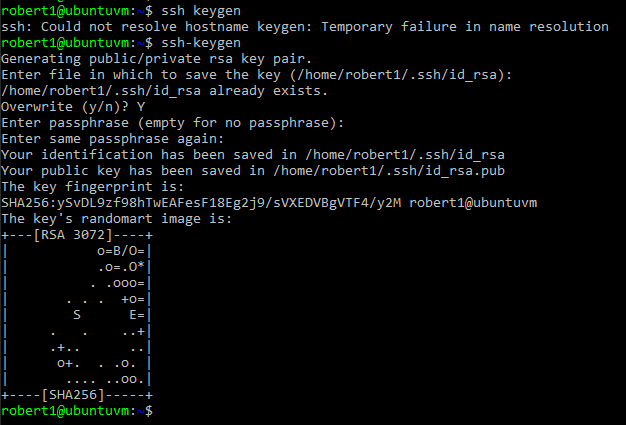 robert1@ubuntuvm:~$ ssh keygen
ssh: Could not resolve hostname keygen: Temporary failure in name resolution
robert1@ubuntuvm:~$ ssh-keygen
Generating public/private rsa key pair.
Enter file in which to save the key (/home/robert1/.ssh/id_rsa):
/home/robert1/.ssh/id_rsa already exists.
Overwrite (y/n)? Y
Enter passphrase (empty for no passphrase):
Enter same passphrase again:
Your identification has been saved in /home/robert1/.ssh/id_rsa
Your public key has been saved in /home/robert1/.ssh/id_rsa.pub
The key fingerprint is:
SHA256:ySvDL9zf98hTwEAFesF18Eg2j9/sVXEDVBgVTF4/y2M robert1@ubuntuvm
The key's randomart image is:
+---[RSA 3072]----+
|           o=B/O=|
|           .o=.O*|
|          . .ooo=|
|       . . .  +o=|
|        S      E=|
|     .   .    ..+|
|     .+..      ..|
|      o+.  . .o. |
|       .... ..oo.|
+----[SHA256]-----+
robert1@ubuntuvm:~$